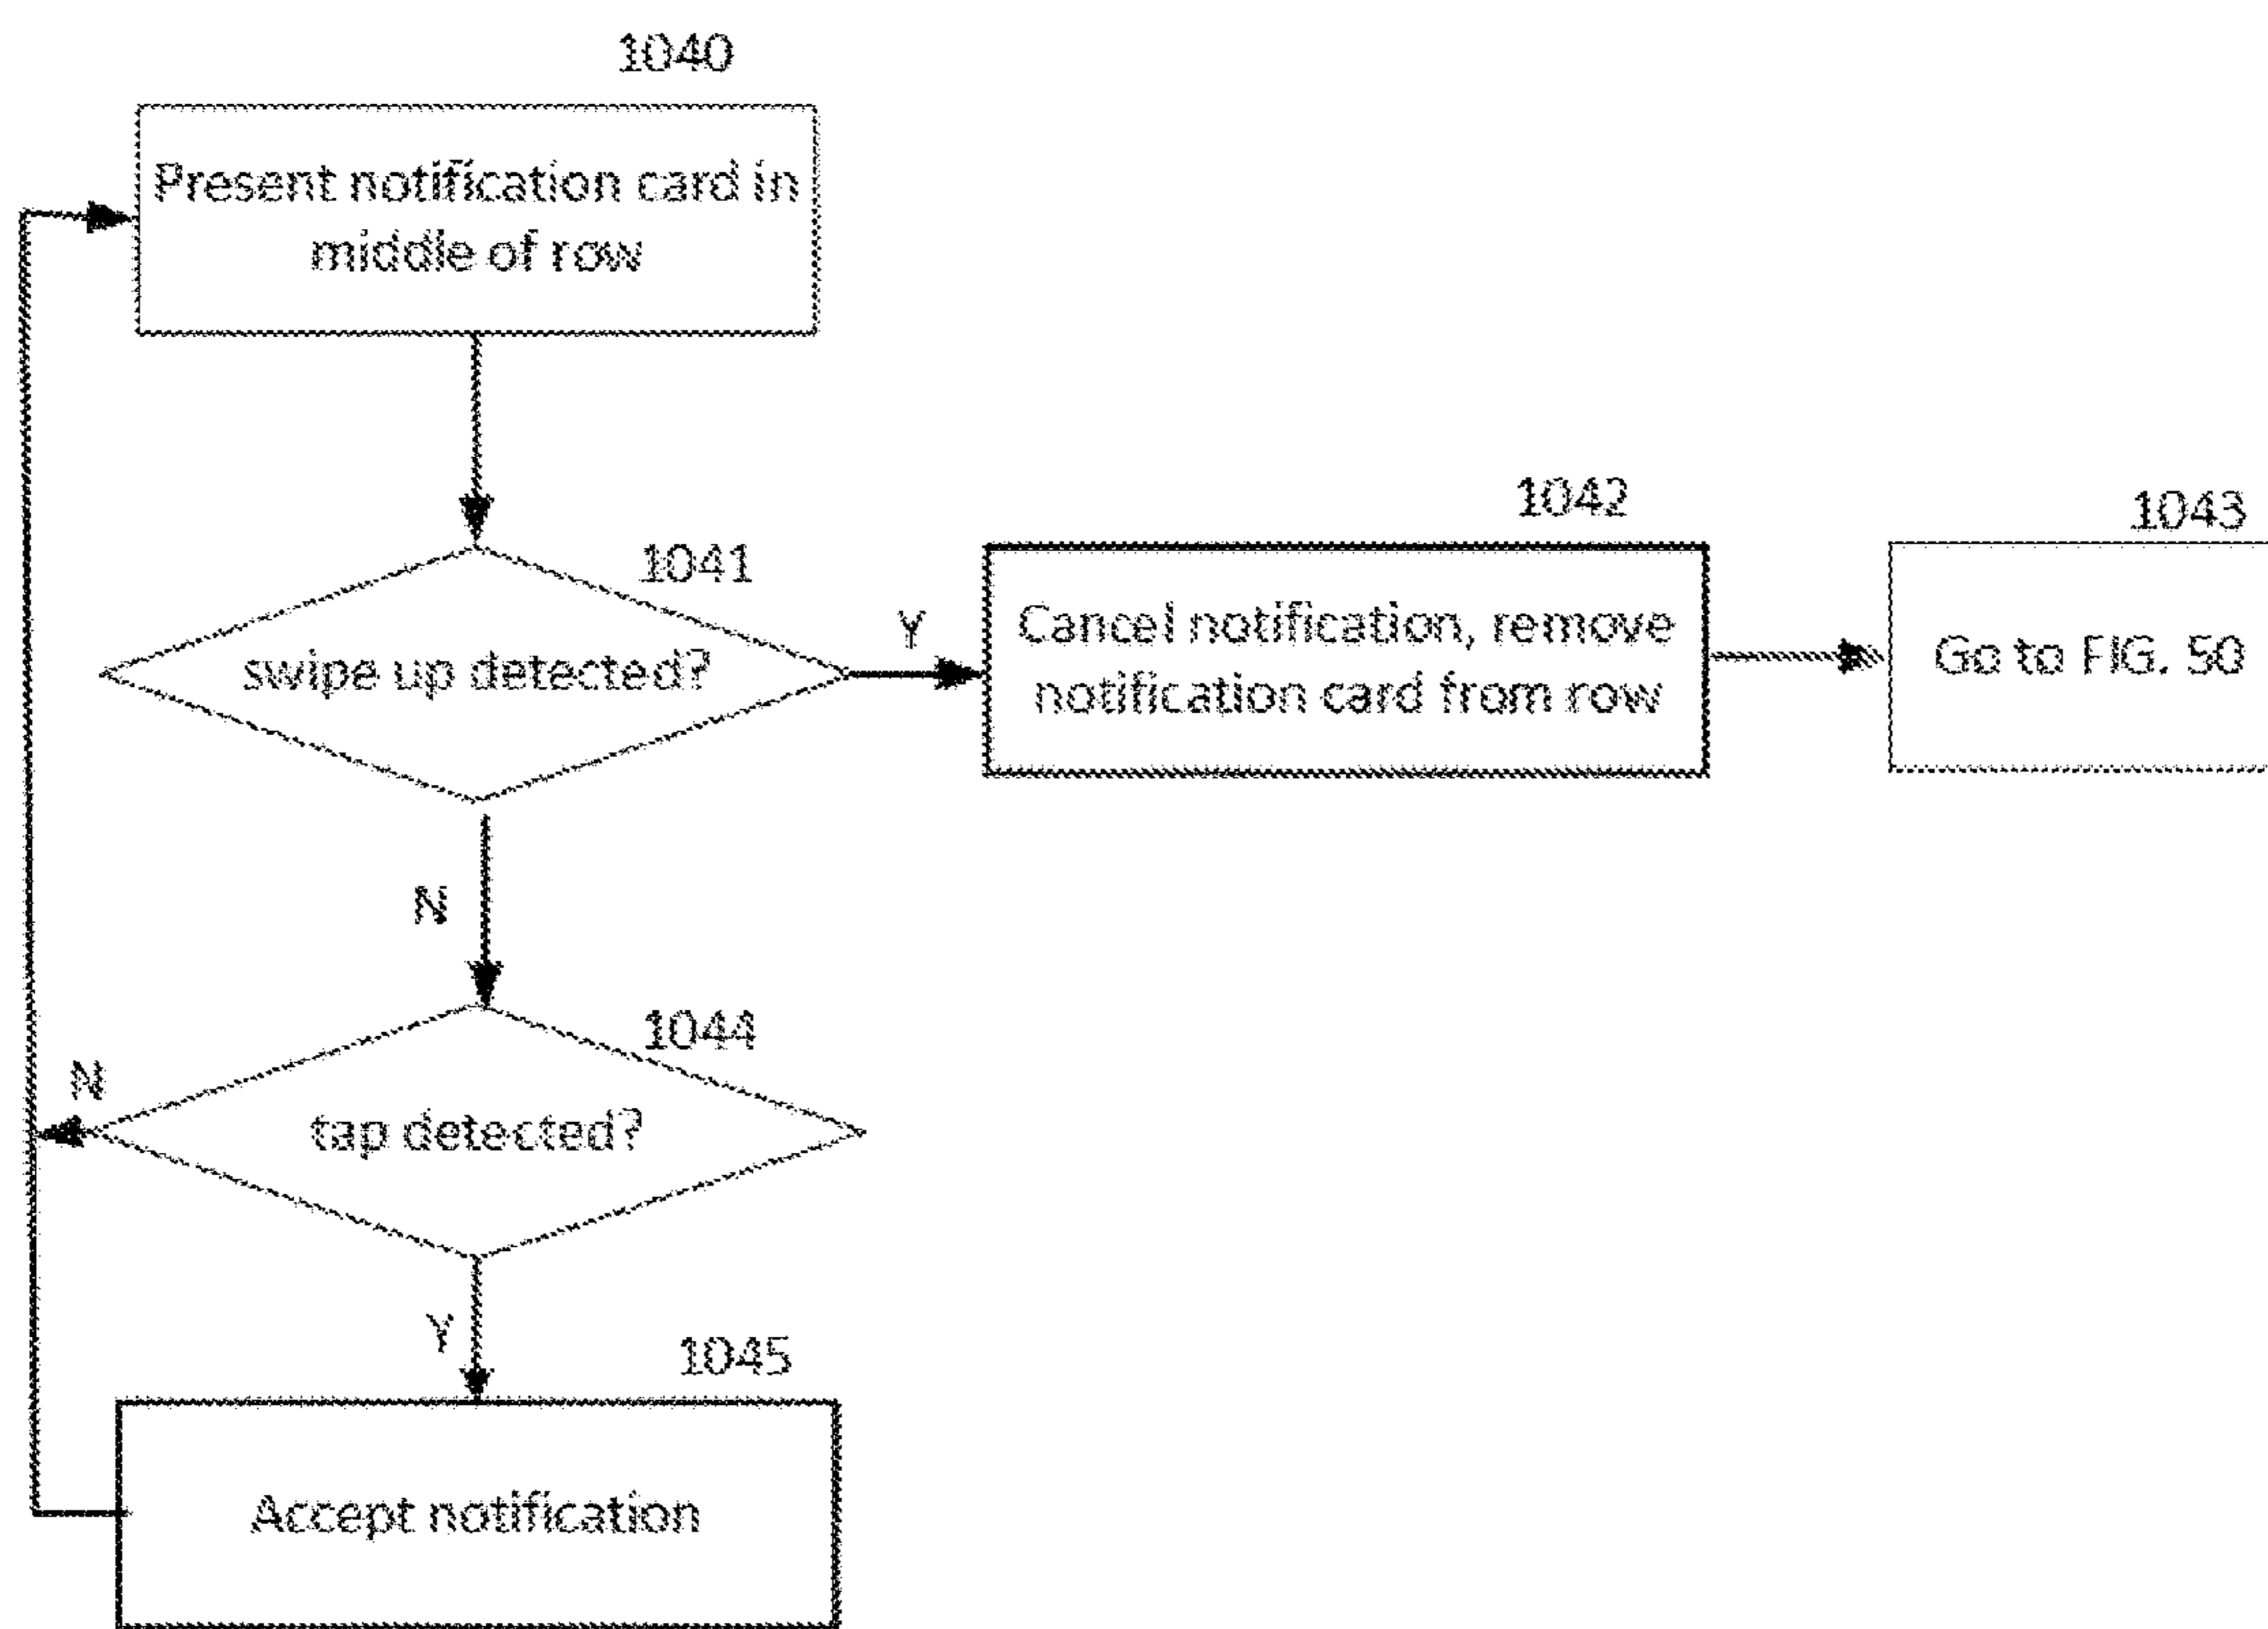 1040
Present notification card in
middle of row
1041
swipe up detected?
Y
1042
Cancel notification, remove
notification card from row
1043
Go to FIG. 50
N
1044
tap detected?
N
Y
1045
Accept notification